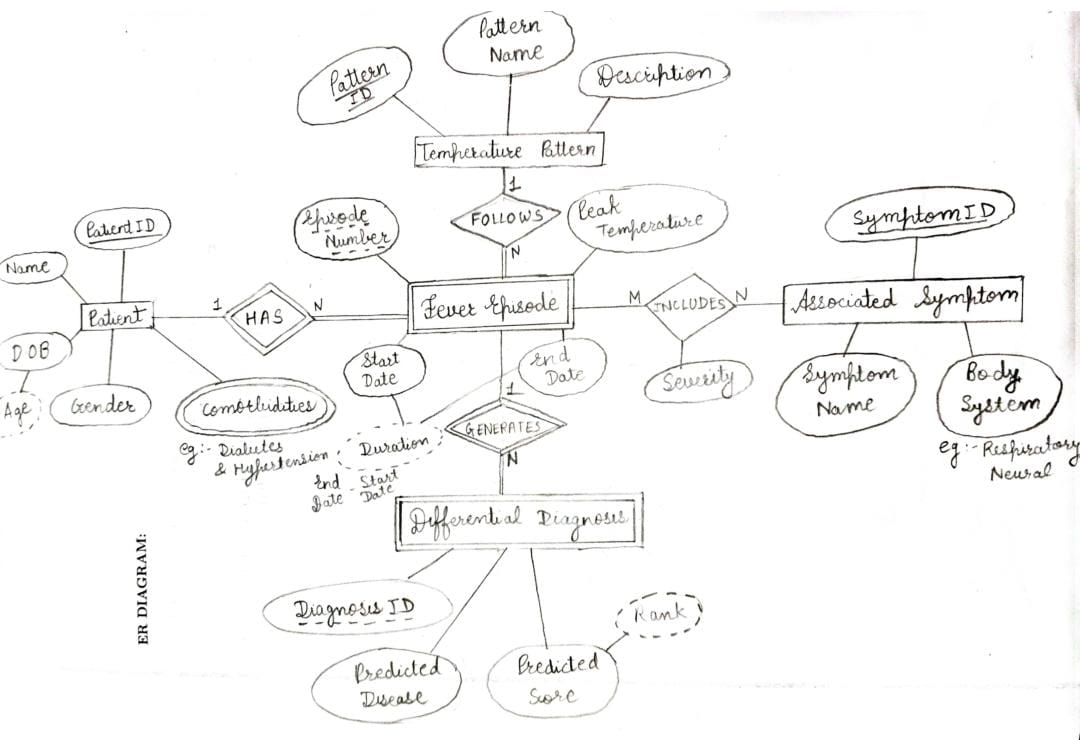 Pattern
Name
Pattern
ID
Description
Temperature Pattern
1
FOLLOWS
N
Episode
Number
Peak
Temperature
Symptom ID
Patient ID
Name
Patient
1
HAS
N
Fever Episode
M
INCLUDES
N
Associated Symptom
DOB
Age
Gender
Comorbidities
eg:- Diabetes
& Hypertension
Start
Date
End
Date
Duration
End
Date - Start
Date
1
GENERATES
N
Severity
Symptom
Name
Body
System
eg:- Respiratory
Neural
Differential Diagnosis
ER DIAGRAM:
Diagnosis ID
Predicted
Disease
Predicted
Score
Rank